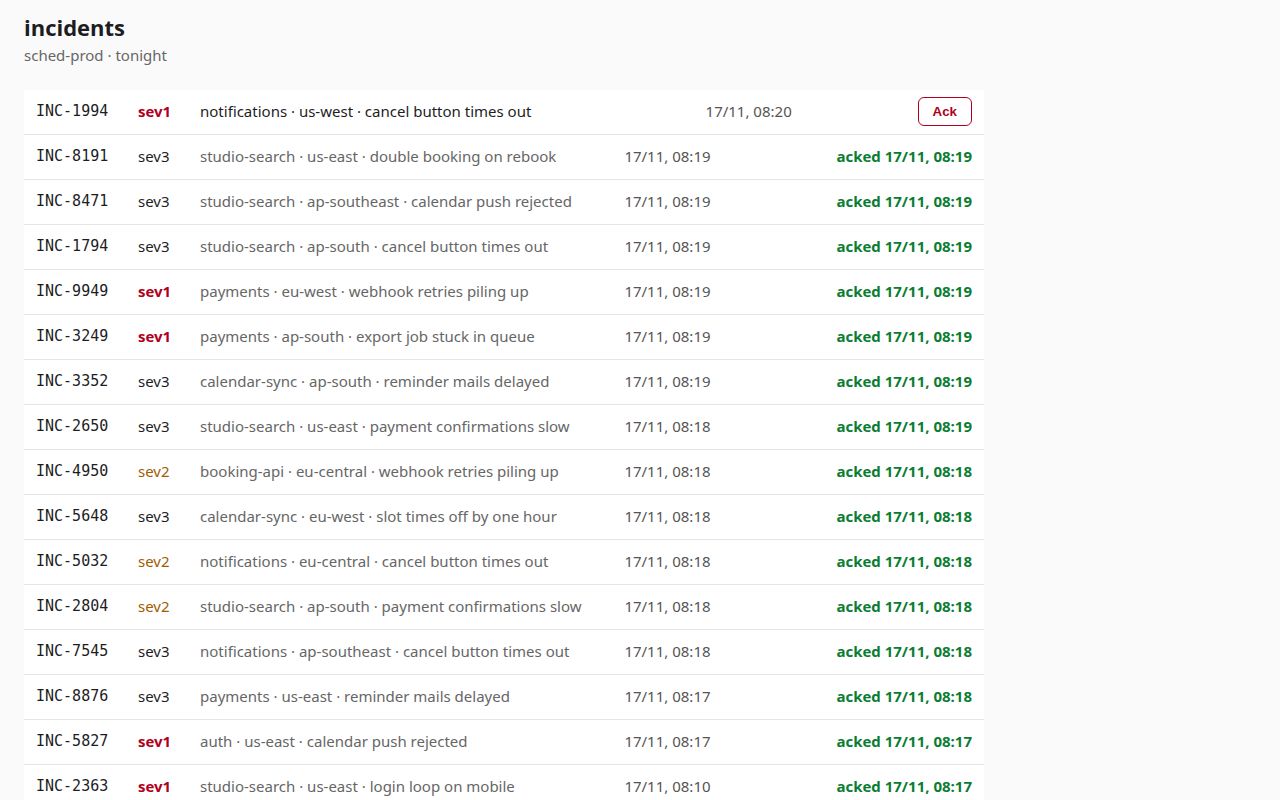 incidents
sched-prod · tonight
INC-1994 sev1 notifications · us-west · cancel button times out 17/11, 08:20 Ack
INC-8191 sev3 studio-search · us-east · double booking on rebook 17/11, 08:19 acked 17/11, 08:19
INC-8471 sev3 studio-search · ap-southeast · calendar push rejected 17/11, 08:19 acked 17/11, 08:19
INC-1794 sev3 studio-search · ap-south · cancel button times out 17/11, 08:19 acked 17/11, 08:19
INC-9949 sev1 payments · eu-west · webhook retries piling up 17/11, 08:19 acked 17/11, 08:19
INC-3249 sev1 payments · ap-south · export job stuck in queue 17/11, 08:19 acked 17/11, 08:19
INC-3352 sev3 calendar-sync · ap-south · reminder mails delayed 17/11, 08:19 acked 17/11, 08:19
INC-2650 sev3 studio-search · us-east · payment confirmations slow 17/11, 08:18 acked 17/11, 08:19
INC-4950 sev2 booking-api · eu-central · webhook retries piling up 17/11, 08:18 acked 17/11, 08:18
INC-5648 sev3 calendar-sync · eu-west · slot times off by one hour 17/11, 08:18 acked 17/11, 08:18
INC-5032 sev2 notifications · eu-central · cancel button times out 17/11, 08:18 acked 17/11, 08:18
INC-2804 sev2 studio-search · ap-south · payment confirmations slow 17/11, 08:18 acked 17/11, 08:18
INC-7545 sev3 notifications · ap-southeast · cancel button times out 17/11, 08:18 acked 17/11, 08:18
INC-8876 sev3 payments · us-east · reminder mails delayed 17/11, 08:17 acked 17/11, 08:18
INC-5827 sev1 auth · us-east · calendar push rejected 17/11, 08:17 acked 17/11, 08:17
INC-2363 sev1 studio-search · us-east · login loop on mobile 17/11, 08:10 acked 17/11, 08:17